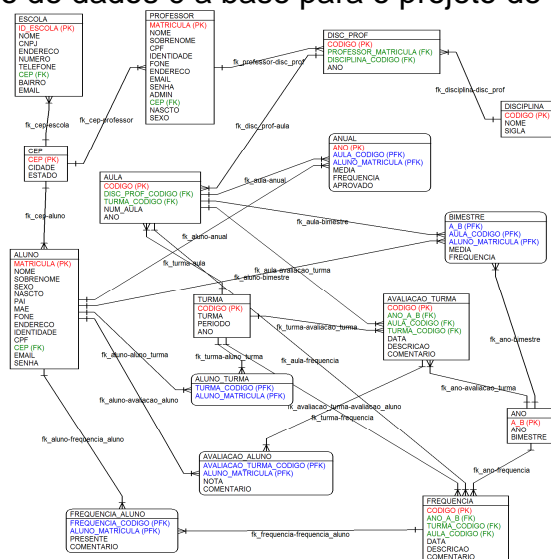 o de dados é a base para o projeto de
ESCOLA
ID_ESCOLA (PK)
NOME
CNPJ
ENDERECO
NUMERO
TELEFONE
CEP (FK)
BAIRRO
EMAIL
PROFESSOR
MATRICULA (PK)
NOME
SOBRENOME
CPF
IDENTIDADE
FONE
ENDERECO
EMAIL
SENHA
ADMIN
CEP (FK)
NASCTO
SEXO
DISC_PROF
CODIGO (PK)
PROFESSOR_MATRICULA (FK)
DISCIPLINA_CODIGO (FK)
ANO
fk_professor-disc_prof
fk_disciplina-disc_prof
DISCIPLINA
CODIGO (PK)
NOME
SIGLA
fk_cep-escola
fk_cep-professor
fk_disc_prof-aula
CEP
CEP (PK)
CIDADE
ESTADO
ANUAL
ANO (PK)
AULA_CODIGO (PFK)
ALUNO_MATRICULA (PFK)
MEDIA
FREQUENCIA
APROVADO
AULA
CODIGO (PK)
DISC_PROF_CODIGO (FK)
TURMA_CODIGO (FK)
NUM_AULA
ANO
fk_aula-anual
fk_cep-aluno
fk_aluno-anual
fk_aula-bimestre
BIMESTRE
A_B (PFK)
AULA_CODIGO (PFK)
ALUNO_MATRICULA (PFK)
MEDIA
FREQUENCIA
ALUNO
MATRICULA (PK)
NOME
SOBRENOME
SEXO
NASCTO
PAI
MAE
FONE
ENDERECO
IDENTIDADE
CPF
CEP (FK)
EMAIL
SENHA
fk_turma-aula
fk_aula_avaliacao_turma
fk_aluno-bimestre
TURMA
CODIGO (PK)
TURMA
PERIODO
ANO
AVALIACAO_TURMA
CODIGO (PK)
ANO_A_B (FK)
AULA_CODIGO (FK)
TURMA_CODIGO (FK)
DATA
DESCRICAO
COMENTARIO
fk_turma-avaliacao_turma
fk_ano-bimestre
fk_aluno-aluno_turma
fk_turma-aluno_turma
fk_aula-frequencia
ALUNO_TURMA
TURMA_CODIGO (PFK)
ALUNO_MATRICULA (PFK)
fk_ano-avaliacao_turma
fk_aluno-avaliacao_aluno
fk_avaliacao_turma-avaliacao_aluno
fk_turma-frequencia
ANO
A_B (PK)
ANO
BIMESTRE
fk_aluno-frequencia_aluno
AVALIACAO_ALUNO
AVALIACAO_TURMA_CODIGO (PFK)
ALUNO_MATRICULA (PFK)
NOTA
COMENTARIO
fk_ano-frequencia
FREQUENCIA_ALUNO
FREQUENCIA_CODIGO (PFK)
ALUNO_MATRICULA (PFK)
PRESENTE
COMENTARIO
fk_frequencia-frequencia_aluno
FREQUENCIA
CODIGO (PK)
ANO_A_B (FK)
TURMA_CODIGO (FK)
AULA_CODIGO (FK)
DATA
DESCRICAO
COMENTARIO